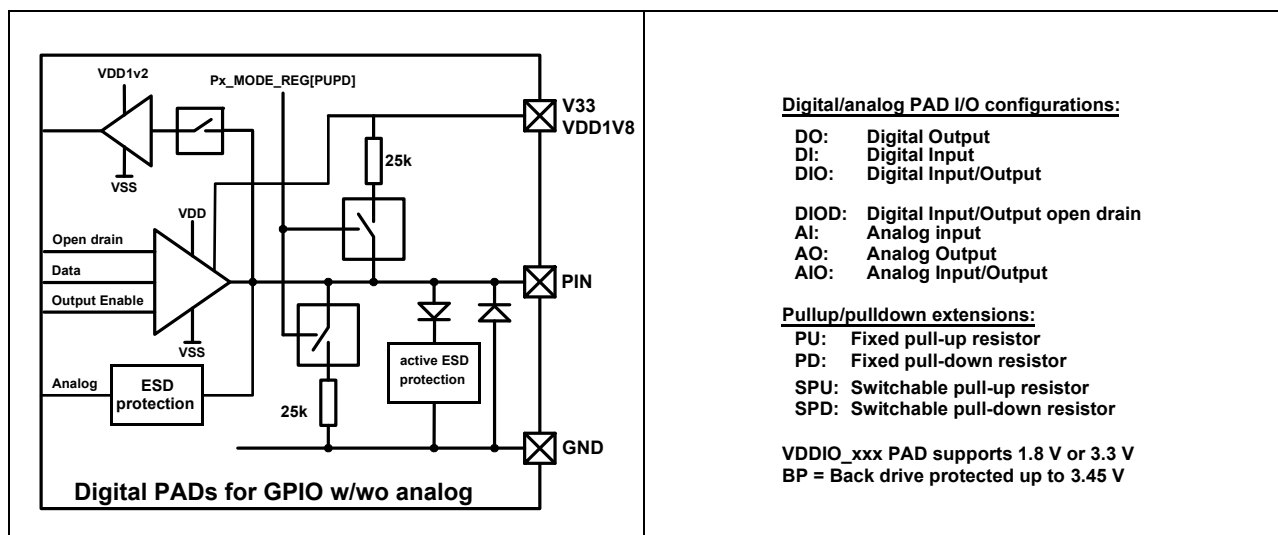 VDD1v2
Px_MODE_REG[PUPD]
V33
VDD1V8
25k
VSS
VDD
Open drain
Data
Output Enable
PIN
VSS
Analog
ESD
protection
active ESD
protection
25k
GND
Digital PADs for GPIO w/wo analog
Digital/analog PAD I/O configurations:
DO: Digital Output
DI: Digital Input
DIO: Digital Input/Output
DIOD: Digital Input/Output open drain
AI: Analog input
AO: Analog Output
AIO: Analog Input/Output
Pullup/pulldown extensions:
PU: Fixed pull-up resistor
PD: Fixed pull-down resistor
SPU: Switchable pull-up resistor
SPD: Switchable pull-down resistor
VDDIO_xxx PAD supports 1.8 V or 3.3 V
BP = Back drive protected up to 3.45 V